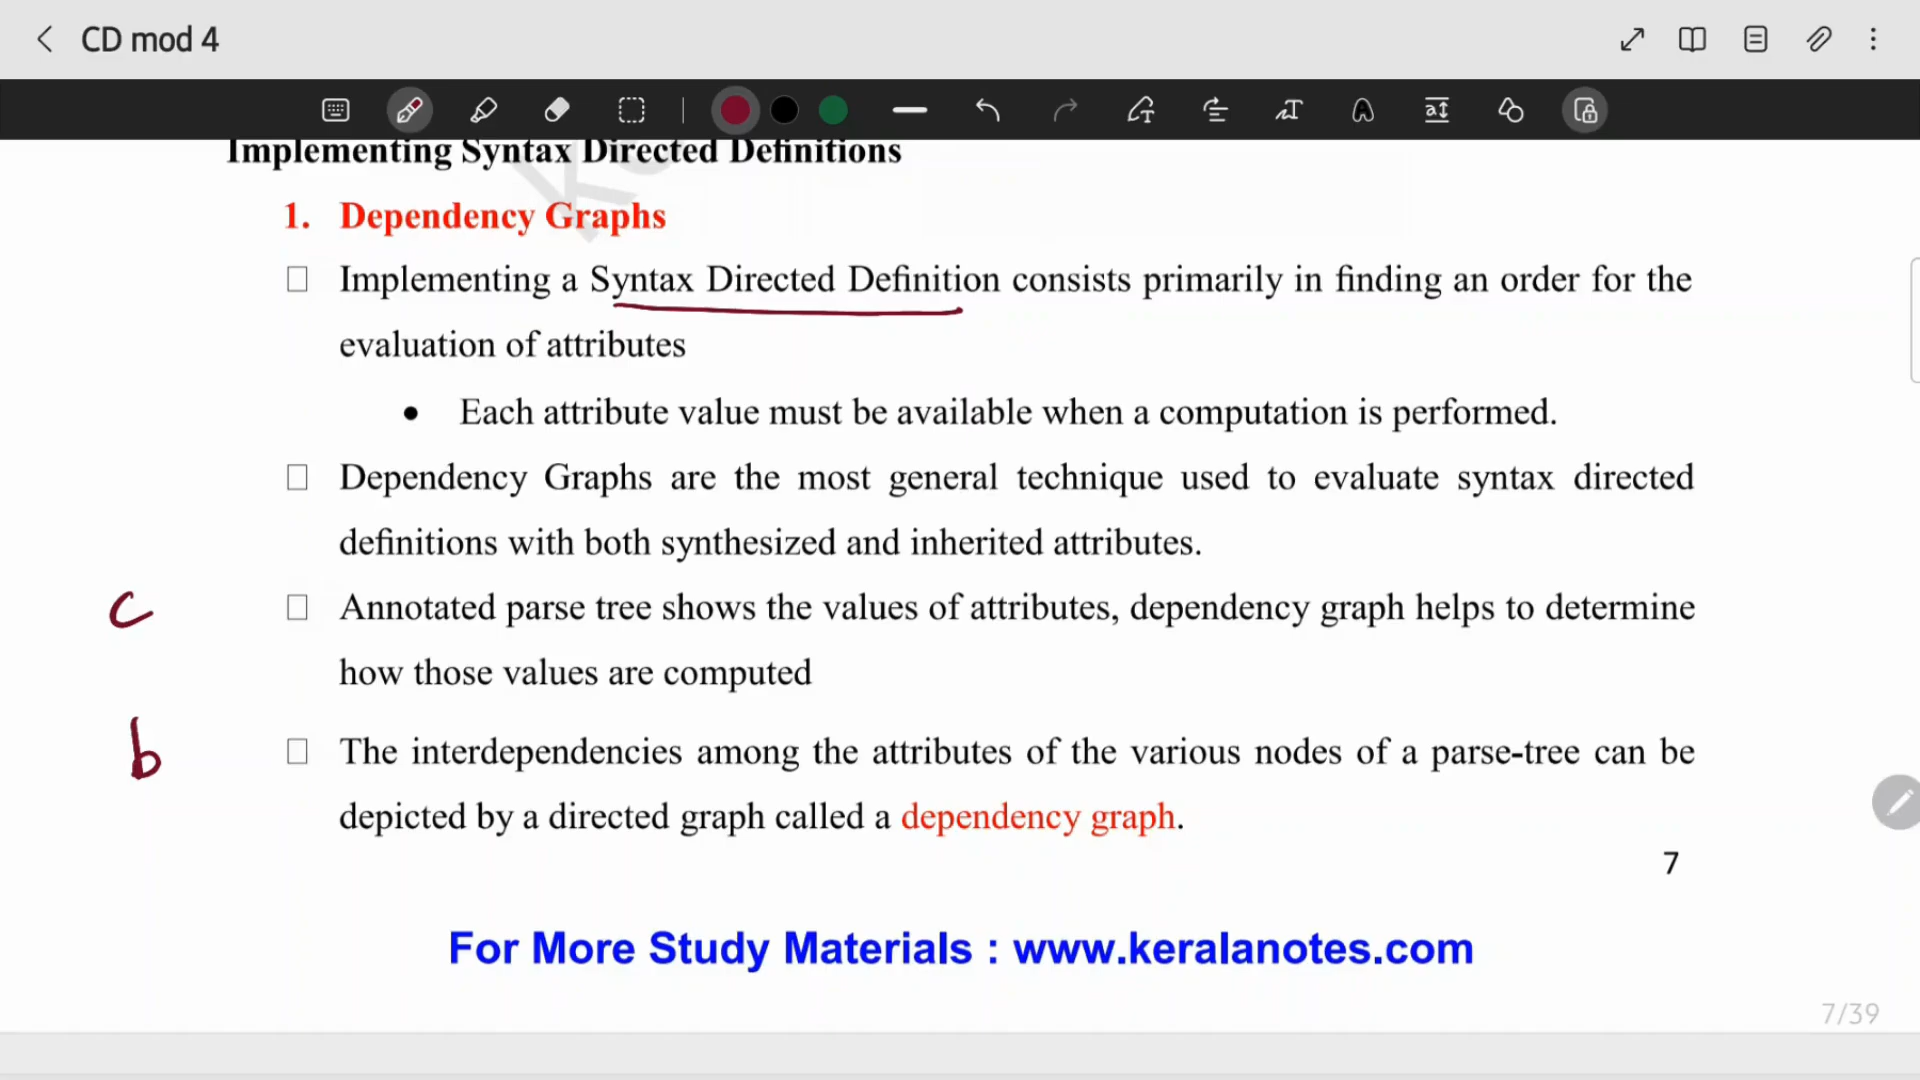 CD mod 4
Implementing Syntax Directed Definitions
1. Dependency Graphs
Implementing a Syntax Directed Definition consists primarily in finding an order for the
evaluation of attributes
• Each attribute value must be available when a computation is performed.
Dependency Graphs are the most general technique used to evaluate syntax directed
definitions with both synthesized and inherited attributes.
c
Annotated parse tree shows the values of attributes, dependency graph helps to determine
how those values are computed
b
The interdependencies among the attributes of the various nodes of a parse-tree can be
depicted by a directed graph called a dependency graph.
7
For More Study Materials : www.keralanotes.com
7/39